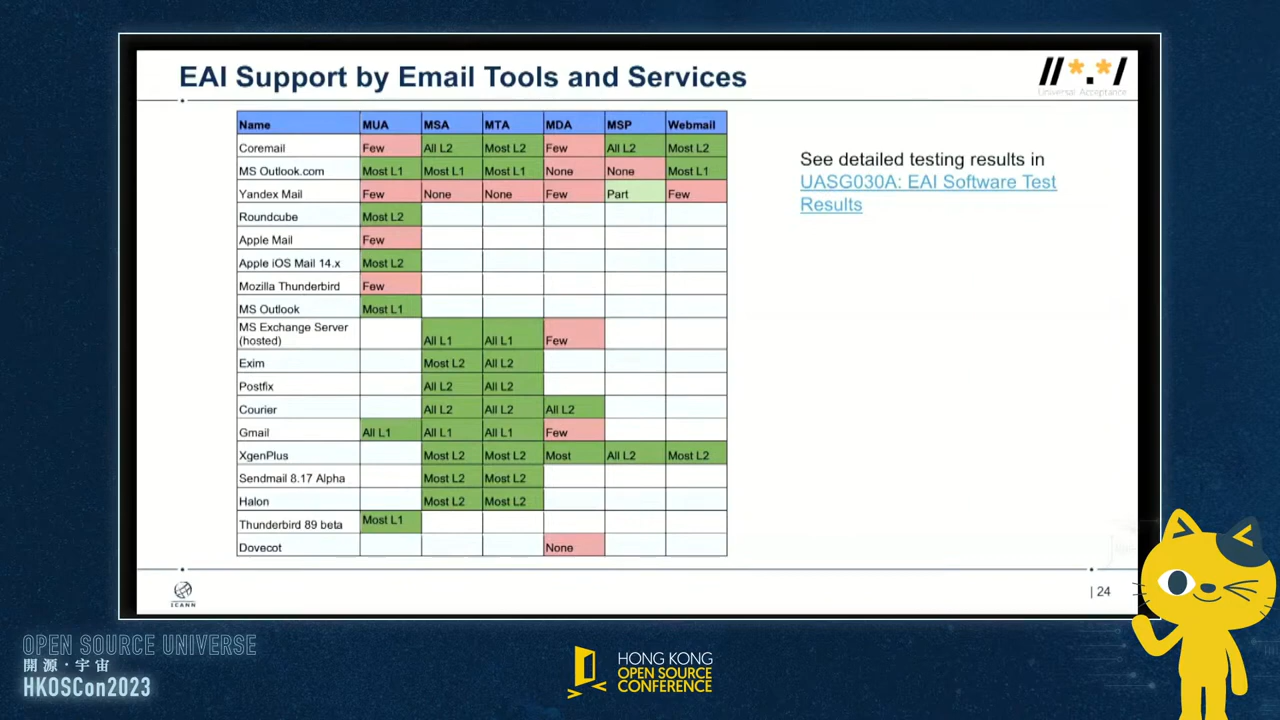 EAI Support by Email Tools and Services
//*.*/
Universal Acceptance
Name MUA MSA MTA MDA MSP Webmail
Coremail Few All L2 Most L2 Few All L2 Most L2
MS Outlook.com Most L1 Most L1 Most L1 None None Most L1
Yandex Mail Few None None Few Part Few
Roundcube Most L2
Apple Mail Few
Apple iOS Mail 14.x Most L2
Mozilla Thunderbird Few
MS Outlook Most L1
MS Exchange Server
(hosted) All L1 All L1 Few
Exim Most L2 All L2
Postfix All L2 All L2
Courier All L2 All L2 All L2
Gmail All L1 All L1 All L1 Few
XgenPlus Most L2 Most L2 Most All L2 Most L2
Sendmail 8.17 Alpha Most L2 Most L2
Halon Most L2 Most L2
Thunderbird 89 beta Most L1
Dovecot None
See detailed testing results in
UASG030A: EAI Software Test
Results
ICANN
| 24
OPEN SOURCE UNIVERSE
開源·宇宙
HKOSCon2023
HONG KONG
OPEN SOURCE
CONFERENCE